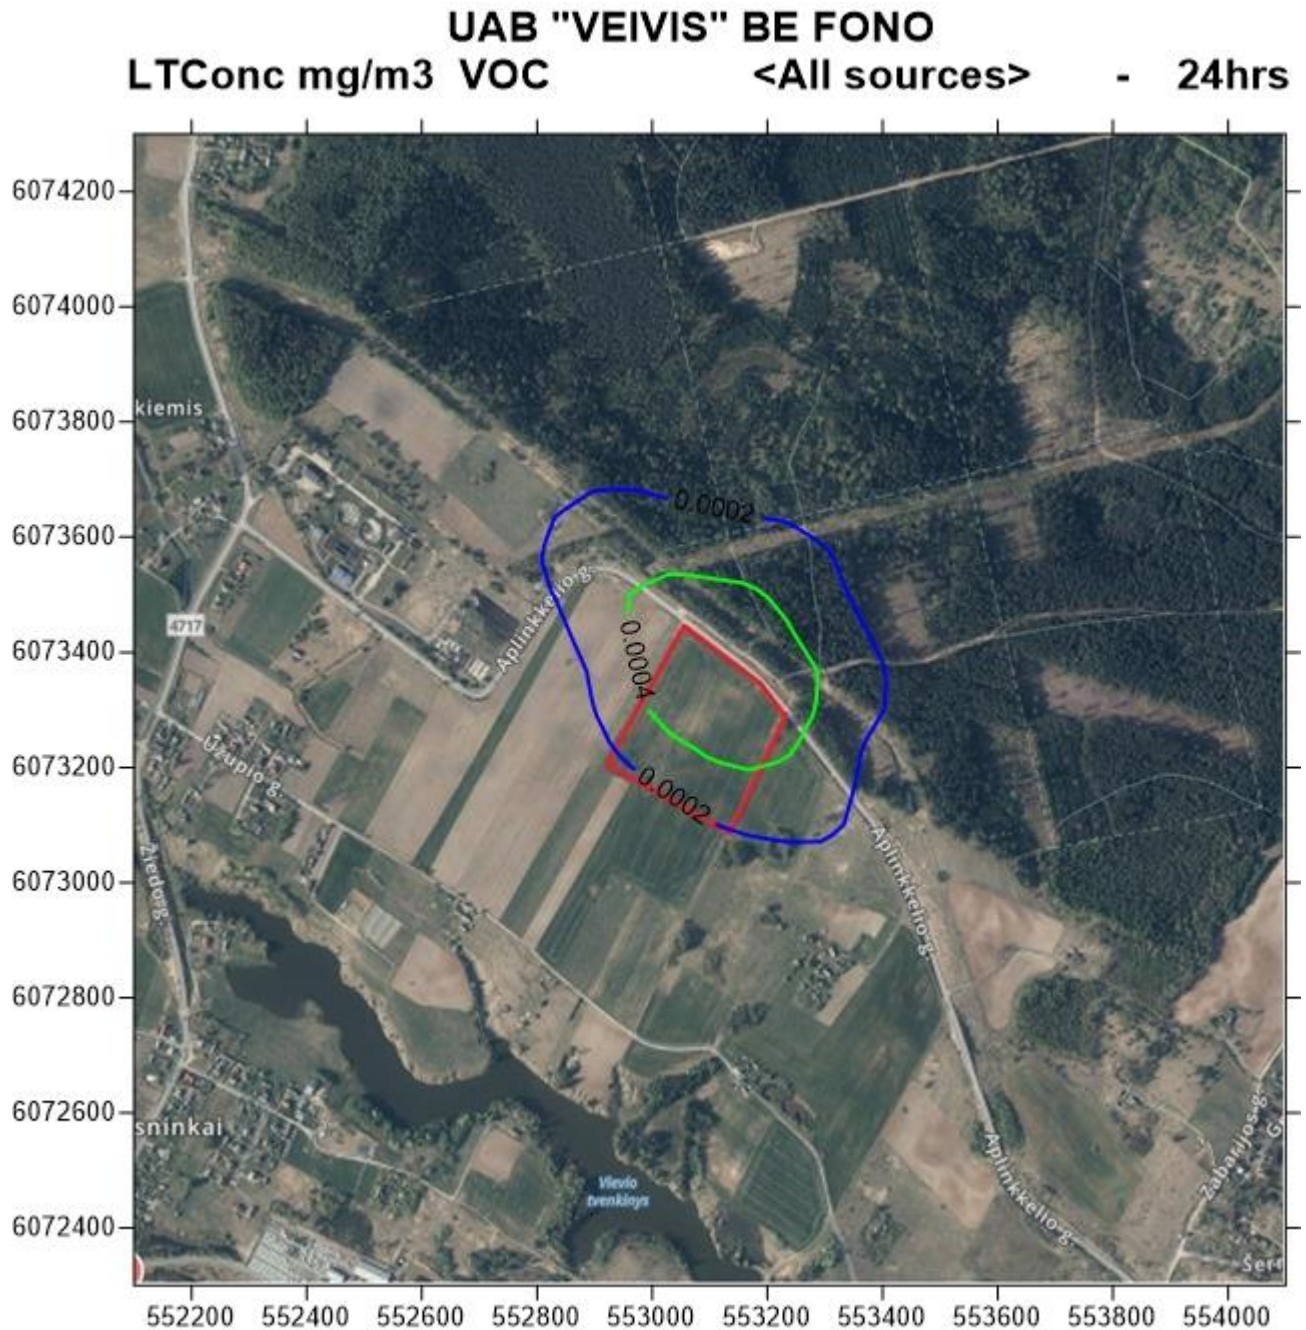 UAB "VEIVIS" BE FONO
LTConc mg/m3 VOC <All sources> - 24hrs
6074200
6074000
6073800
6073600
6073400
6073200
6073000
6072800
6072600
6072400
kiemis
4717
Aplinkkelio g.
0.0002
0.0004
0.0002
Užupio g.
Žiedo g.
Aplinkkelio g.
sninkai
Vievio
tvenkinys
Aplinkkelio g.
Zabarijos g.
G.
552200 552400 552600 552800 553000 553200 553400 553600 553800 554000